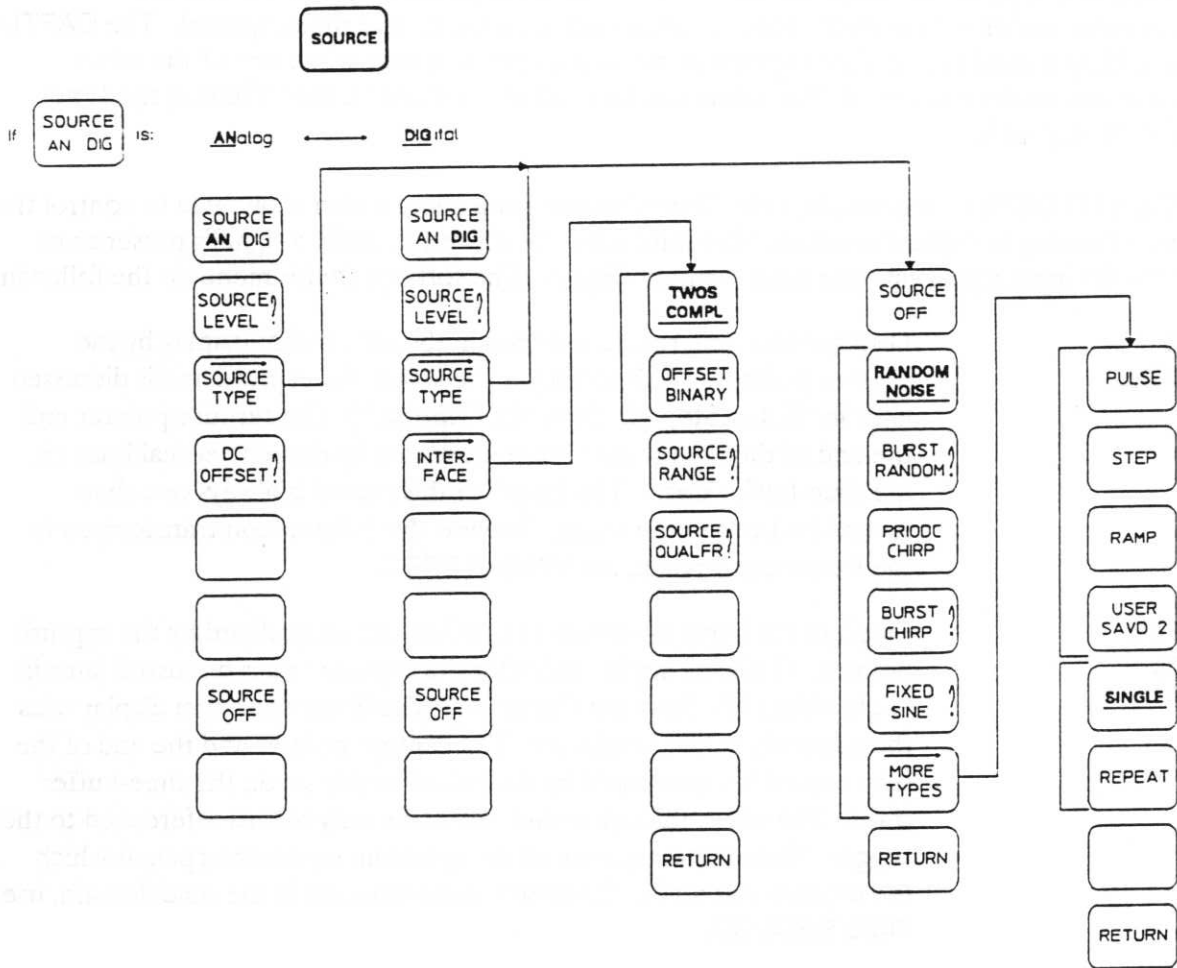 SOURCE
If
SOURCE
AN DIG
is:
ANalog
DIGital
SOURCE
AN DIG
SOURCE
LEVEL ?
SOURCE
TYPE
DC
OFFSET ?
SOURCE
OFF
SOURCE
AN DIG
SOURCE
LEVEL ?
SOURCE
TYPE
INTER-
FACE
SOURCE
OFF
TWOS
COMPL
OFFSET
BINARY
SOURCE
RANGE ?
SOURCE
QUALFR ?
RETURN
SOURCE
OFF
RANDOM
NOISE
BURST
RANDOM ?
PRIODC
CHIRP
BURST
CHIRP ?
FIXED
SINE ?
MORE
TYPES
RETURN
PULSE
STEP
RAMP
USER
SAVD 2
SINGLE
REPEAT
RETURN